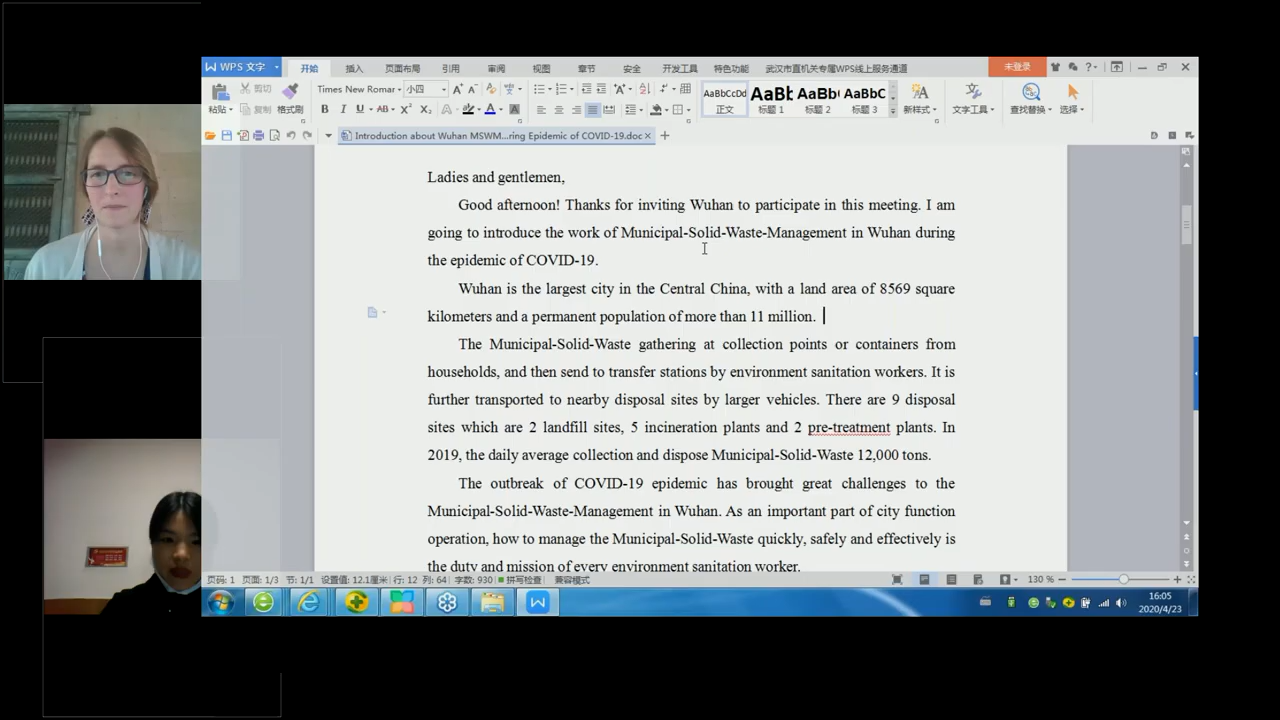 WPS 文字
开始 插入 页面布局 引用 审阅 视图 章节 安全 开发工具 特色功能 武汉市直机关专属WPS线上服务通道 未登录
粘贴 剪切 复制 格式刷 Times New Romar 小四
AaBbCcDd AaBb AaBb( AaBbC
正文 标题 1 标题 2 标题 3 新样式 文字工具 查找替换 选择
Introduction about Wuhan MSWM...ring Epidemic of COVID-19.doc
Ladies and gentlemen,
Good afternoon! Thanks for inviting Wuhan to participate in this meeting. I am
going to introduce the work of Municipal-Solid-Waste-Management in Wuhan during
the epidemic of COVID-19.
Wuhan is the largest city in the Central China, with a land area of 8569 square
kilometers and a permanent population of more than 11 million.
The Municipal-Solid-Waste gathering at collection points or containers from
households, and then send to transfer stations by environment sanitation workers. It is
further transported to nearby disposal sites by larger vehicles. There are 9 disposal
sites which are 2 landfill sites, 5 incineration plants and 2 pre-treatment plants. In
2019, the daily average collection and dispose Municipal-Solid-Waste 12,000 tons.
The outbreak of COVID-19 epidemic has brought great challenges to the
Municipal-Solid-Waste-Management in Wuhan. As an important part of city function
operation, how to manage the Municipal-Solid-Waste quickly, safely and effectively is
the duty and mission of every environment sanitation worker.
页码: 1 页面: 1/3 节: 1/1 设置值: 12.1厘米 行: 12 列: 64 字数: 930 拼写检查 兼容模式 130 %
16:05
2020/4/23